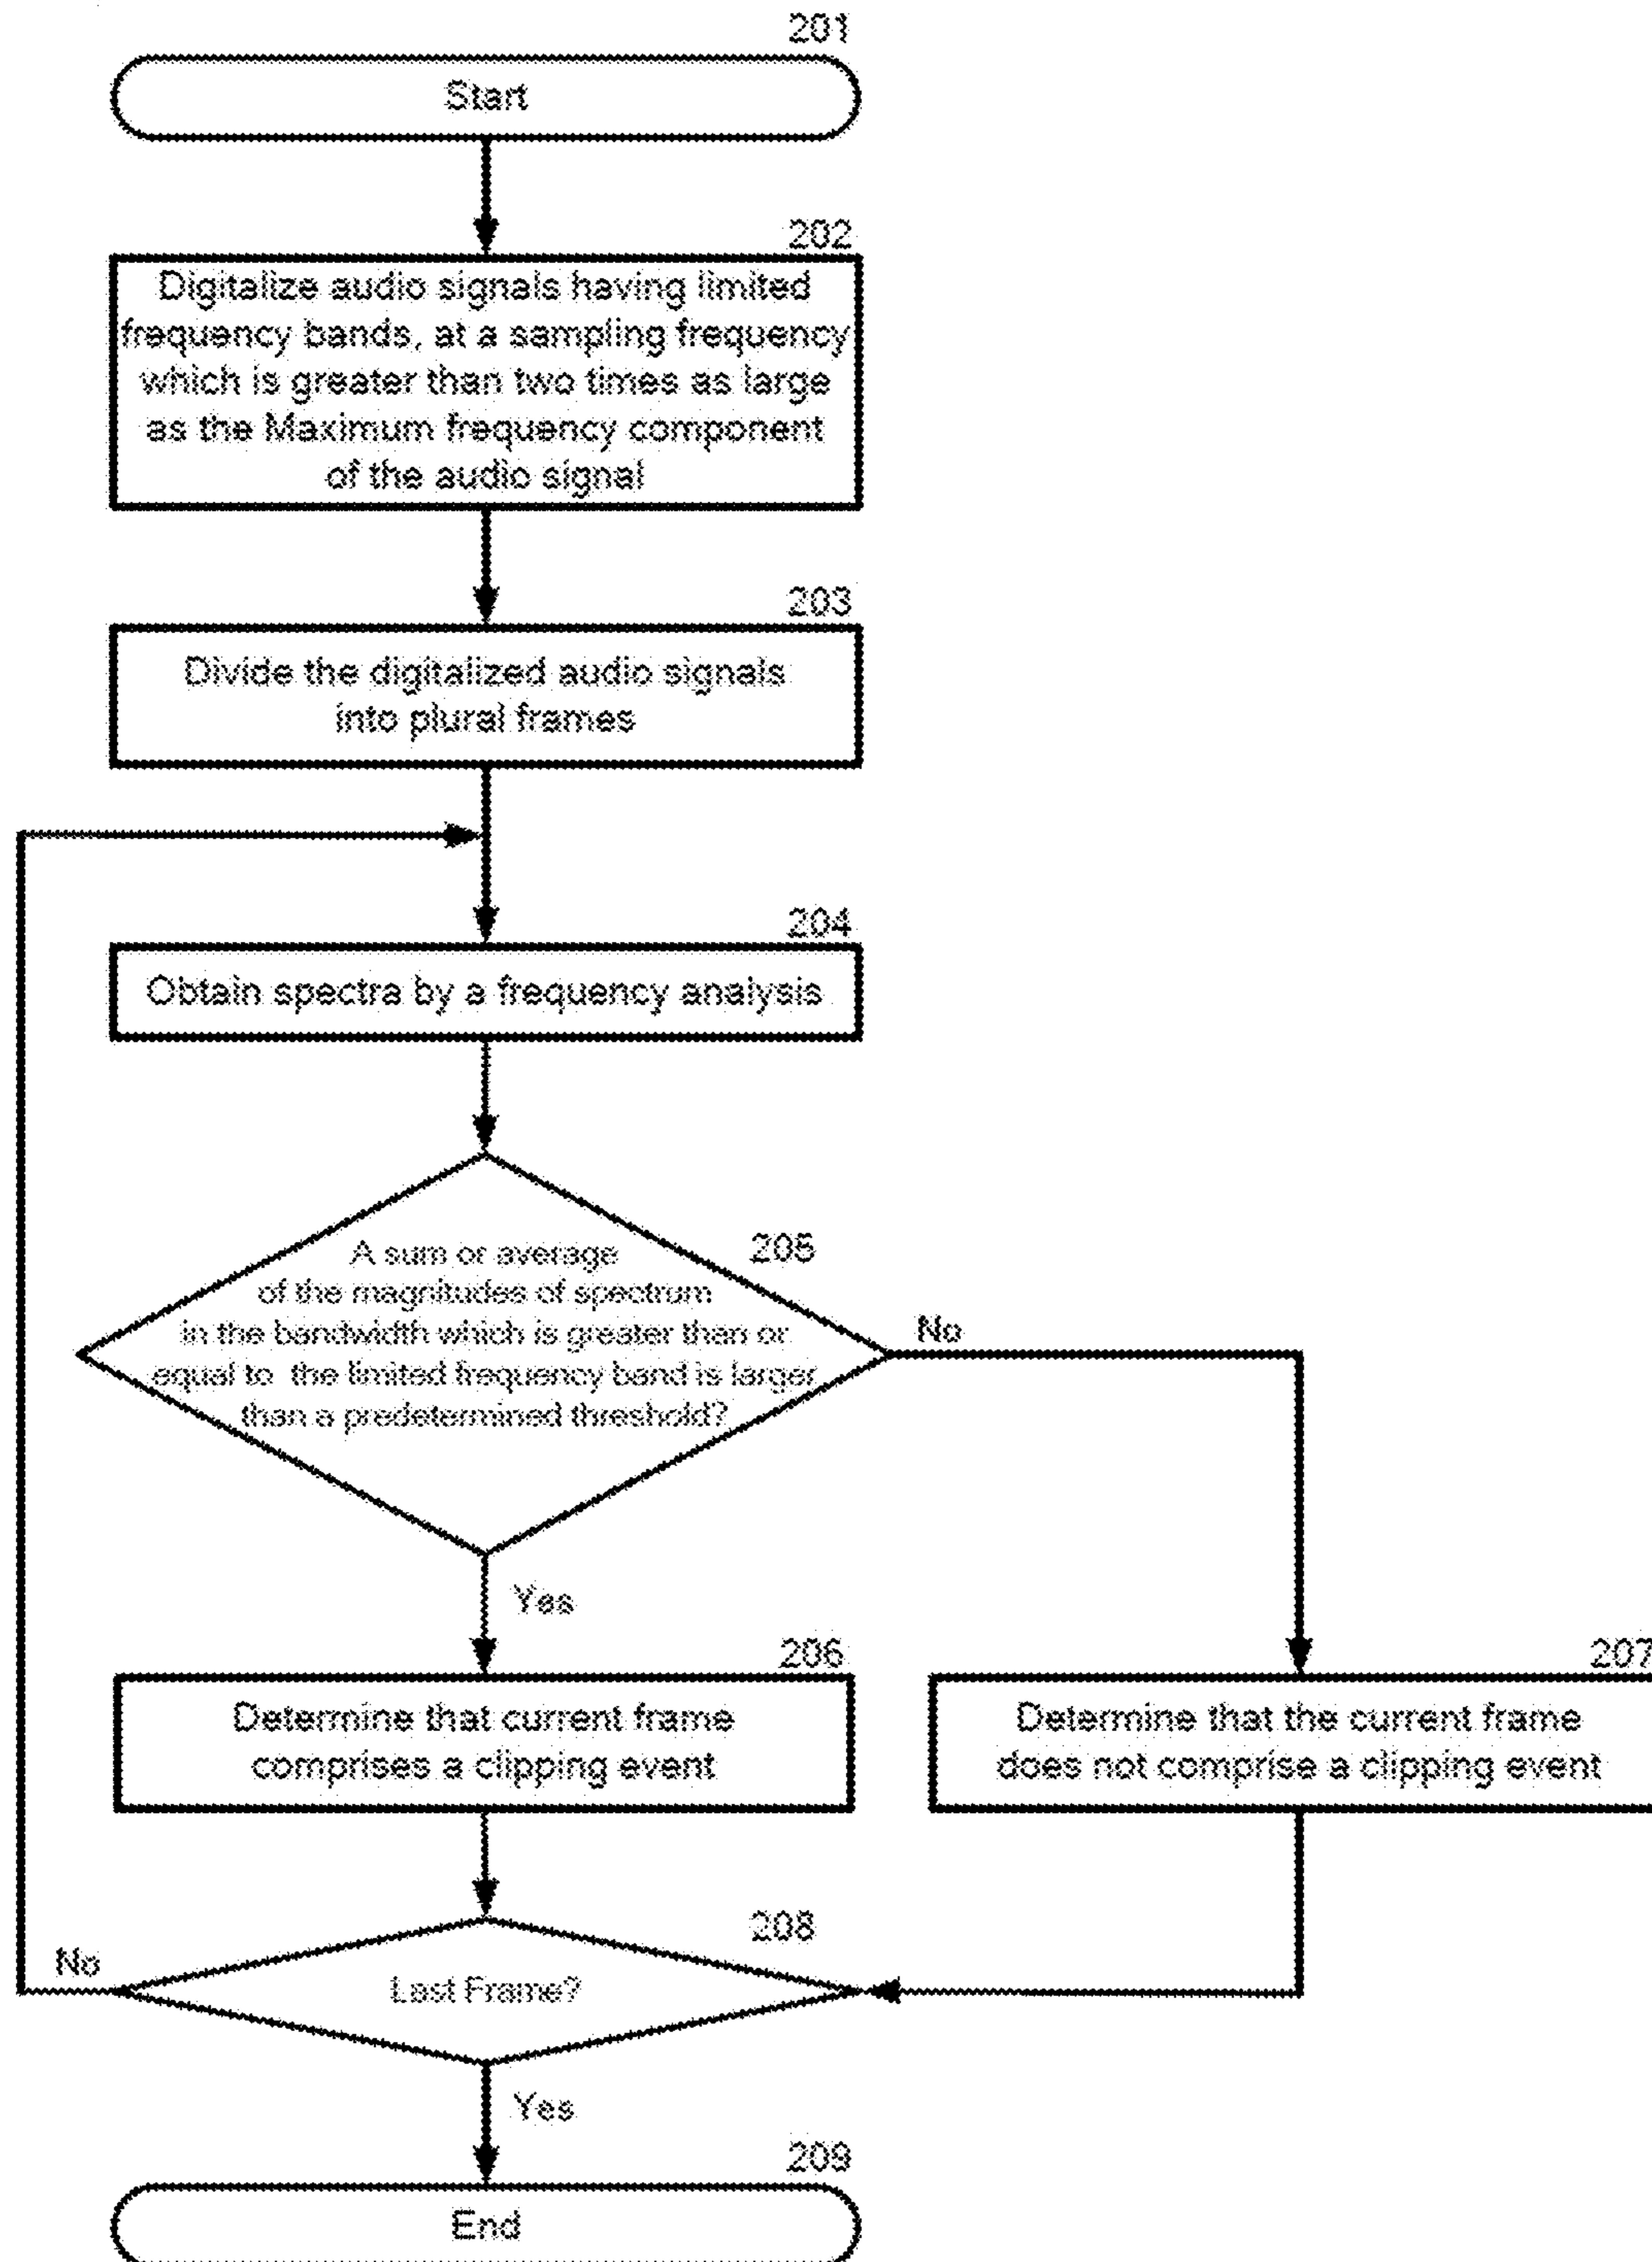 201
Start
202
Digitalize audio signals having limited
frequency bands, at a sampling frequency
which is greater than two times as large
as the Maximum frequency component
of the audio signal
203
Divide the digitalized audio signals
into plural frames
204
Obtain spectra by a frequency analysis
205
A sum or average
of the magnitudes of spectrum
in the bandwidth which is greater than or
equal to the limited frequency band is larger
than a predetermined threshold?
No
Yes
206
Determine that current frame
comprises a clipping event
207
Determine that the current frame
does not comprise a clipping event
208
No
Last Frame?
Yes
209
End